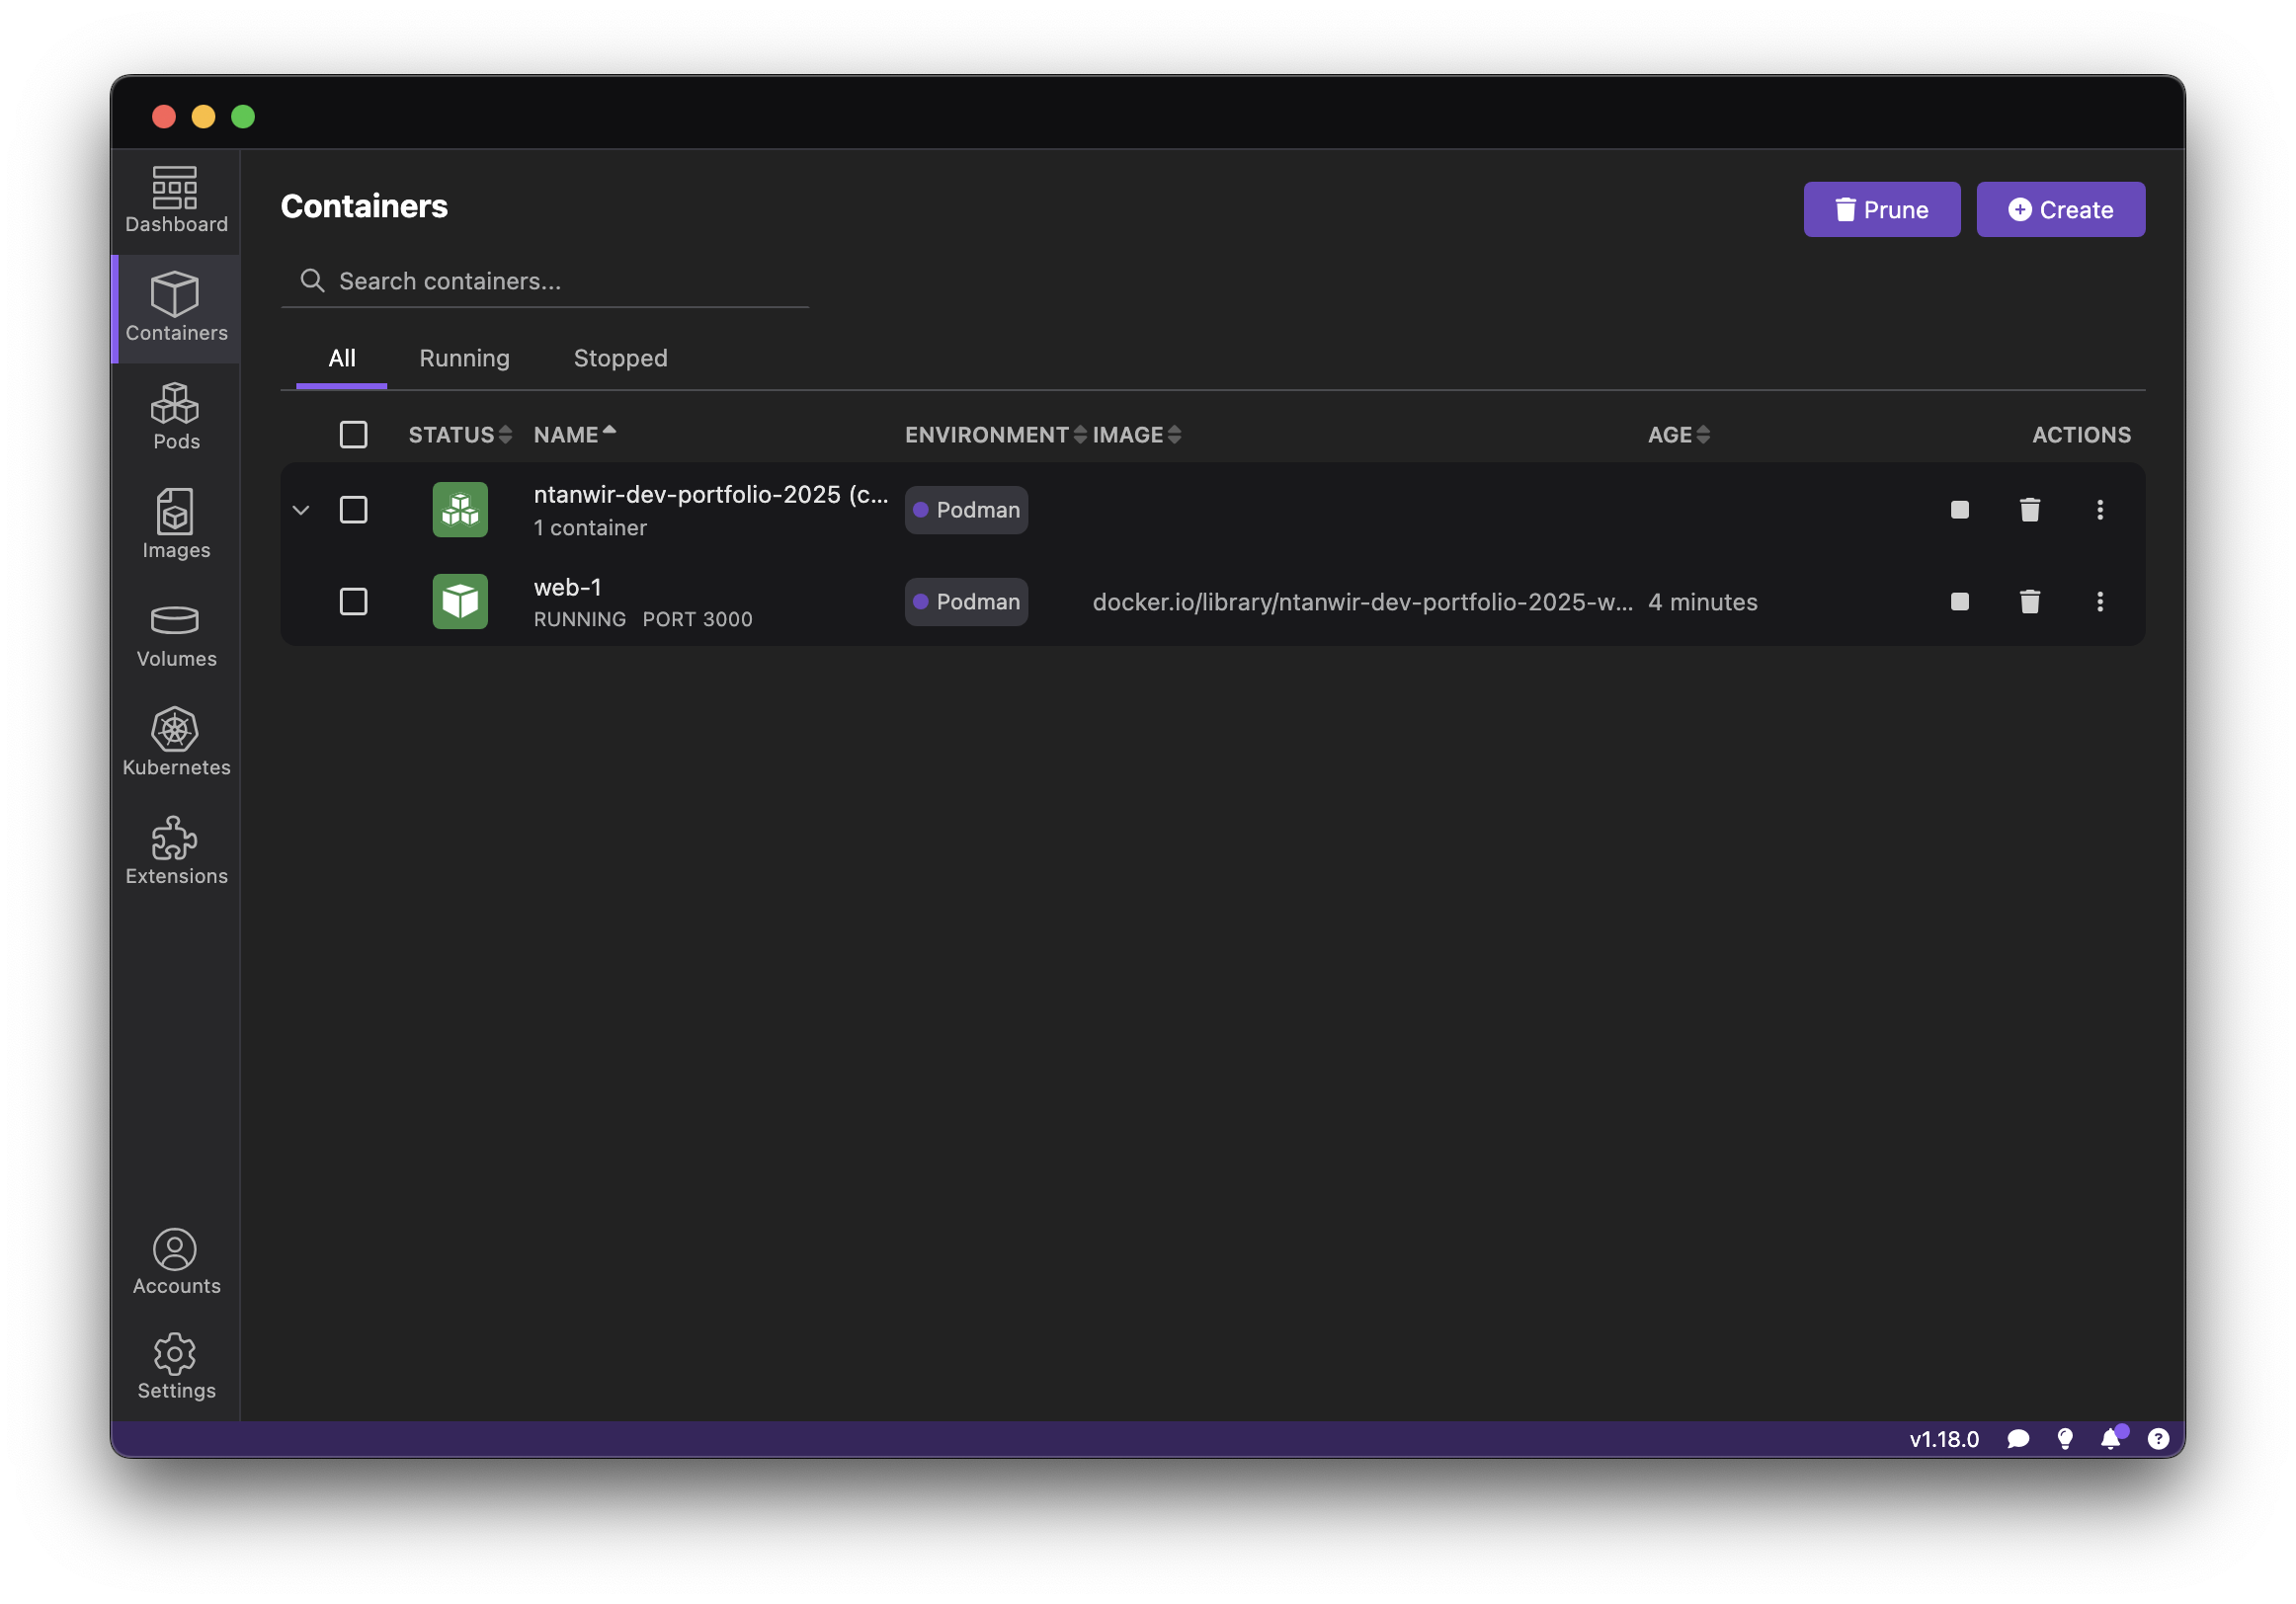 Dashboard
Containers
Pods
Images
Volumes
Kubernetes
Extensions
Accounts
Settings
Containers
Prune
Create
Search containers...
All Running Stopped
STATUS NAME ENVIRONMENT IMAGE AGE ACTIONS
ntanwir-dev-portfolio-2025 (c... Podman
1 container
web-1
RUNNING PORT 3000 Podman docker.io/library/ntanwir-dev-portfolio-2025-w... 4 minutes
v1.18.0